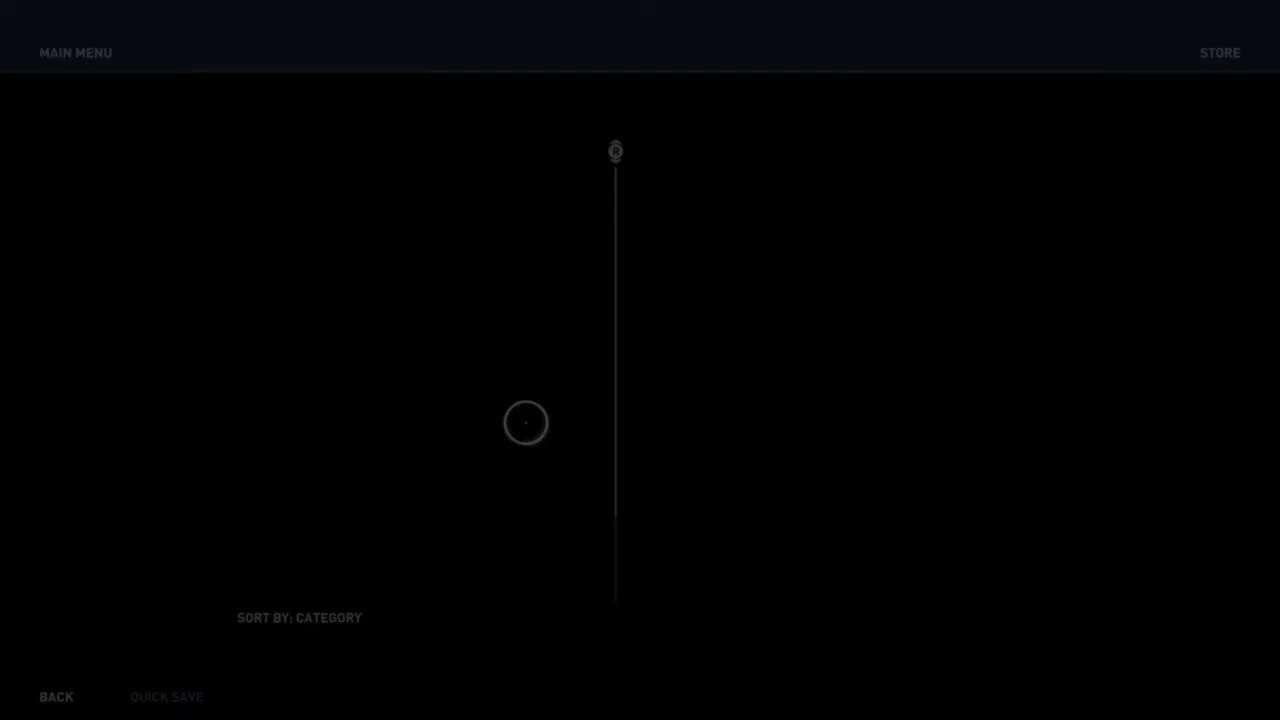 MAIN MENU
STORE
R
SORT BY: CATEGORY
BACK
QUICK SAVE